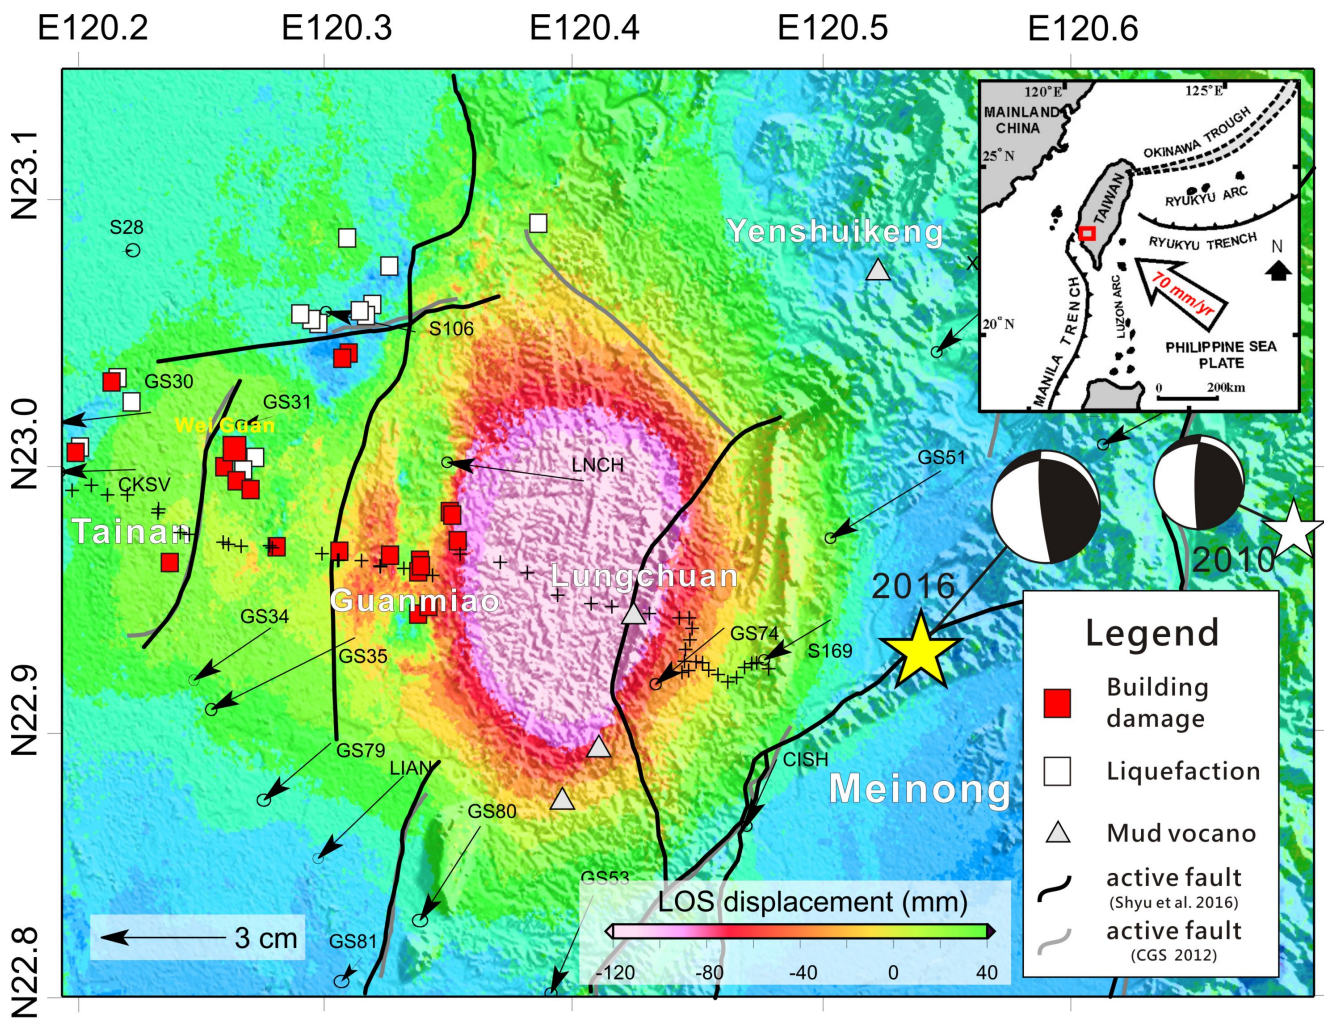 E120.2 E120.3 E120.4 E120.5 E120.6
N23.1
N23.0
N22.9
N22.8
120°E 125°E
MAINLAND
CHINA
OKINAWA TROUGH
25° N
TAIWAN
RYUKYU ARC
RYUKYU TRENCH
N
70 mm/yr
MANILA TRENCH
LUZON ARC
20° N
PHILIPPINE SEA
PLATE
0 200km
S28
Yenshuikeng
X
S106
GS30
GS31
Wei Guan
LNCH
GS51
CKSV
Tainan
2010
Lungchuan
2016
Guanmiao
GS34
GS74
GS35
S169
GS79
LIAN
CISH
Meinong
GS80
GS53
GS81
3 cm
LOS displacement (mm)
-120 -80 -40 0 40
Legend
Building
damage
Liquefaction
Mud vocano
active fault
(Shyu et al. 2016)
active fault
(CGS 2012)